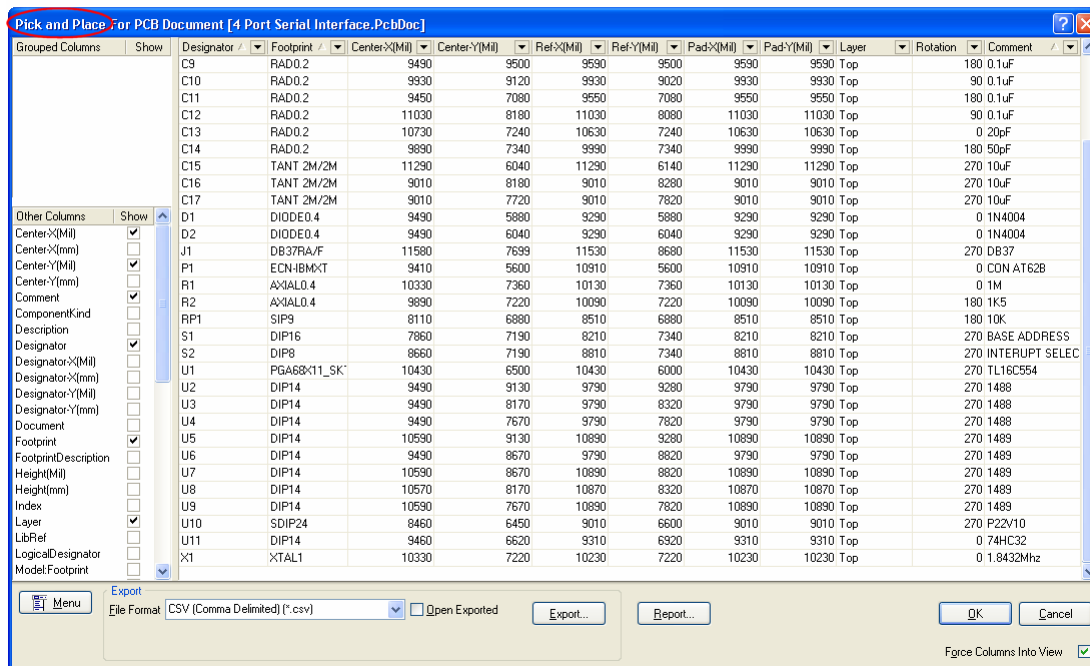 Pick and Place For PCB Document [4 Port Serial Interface.PcbDoc]
Grouped Columns Show
Designator Footprint Center-X(Mil) Center-Y(Mil) Ref-X(Mil) Ref-Y(Mil) Pad-X(Mil) Pad-Y(Mil) Layer Rotation Comment
C9 RAD0.2 9490 9500 9590 9500 9590 9590 Top 180 0.1uF
C10 RAD0.2 9930 9120 9930 9020 9930 9930 Top 90 0.1uF
C11 RAD0.2 9450 7080 9550 7080 9550 9550 Top 180 0.1uF
C12 RAD0.2 11030 8180 11030 8080 11030 11030 Top 90 0.1uF
C13 RAD0.2 10730 7240 10630 7240 10630 10630 Top 0 20pF
C14 RAD0.2 9890 7340 9990 7340 9990 9990 Top 180 50pF
C15 TANT 2M/2M 11290 6040 11290 6140 11290 11290 Top 270 10uF
C16 TANT 2M/2M 9010 8180 9010 8280 9010 9010 Top 270 10uF
C17 TANT 2M/2M 9010 7720 9010 7820 9010 9010 Top 270 10uF
D1 DIODE0.4 9490 5880 9290 5880 9290 9290 Top 0 1N4004
D2 DIODE0.4 9490 6040 9290 6040 9290 9290 Top 0 1N4004
J1 DB37RA/F 11580 7699 11530 8680 11530 11530 Top 270 DB37
P1 ECN-IBMXT 9410 5600 10910 5600 10910 10910 Top 0 CON AT62B
R1 AXIAL0.4 10330 7360 10130 7360 10130 10130 Top 0 1M
R2 AXIAL0.4 9890 7220 10090 7220 10090 10090 Top 180 1K5
RP1 SIP9 8110 6880 8510 6880 8510 8510 Top 180 10K
S1 DIP16 7860 7190 8210 7340 8210 8210 Top 270 BASE ADDRESS
S2 DIP8 8660 7190 8810 7340 8810 8810 Top 270 INTERUPT SELEC
U1 PGA68X11_SKT 10430 6500 10430 6000 10430 10430 Top 270 TL16C554
U2 DIP14 9490 9130 9790 9280 9790 9790 Top 270 1488
U3 DIP14 9490 8170 9790 8320 9790 9790 Top 270 1488
U4 DIP14 9490 7670 9790 7820 9790 9790 Top 270 1488
U5 DIP14 10590 9130 10890 9280 10890 10890 Top 270 1489
U6 DIP14 9490 8670 9790 8820 9790 9790 Top 270 1489
U7 DIP14 10590 8670 10890 8820 10890 10890 Top 270 1489
U8 DIP14 10570 8170 10870 8320 10870 10870 Top 270 1489
U9 DIP14 10590 7670 10890 7820 10890 10890 Top 270 1489
U10 SDIP24 8460 6450 9010 6600 9010 9010 Top 270 P22V10
U11 DIP14 9460 6620 9310 6920 9310 9310 Top 0 74HC32
X1 XTAL1 10330 7220 10230 7220 10230 10230 Top 0 1.8432Mhz
Other Columns Show
Center-X(Mil)
Center-X(mm)
Center-Y(Mil)
Center-Y(mm)
Comment
ComponentKind
Description
Designator
Designator-X(Mil)
Designator-X(mm)
Designator-Y(Mil)
Designator-Y(mm)
Document
Footprint
FootprintDescription
Height(Mil)
Height(mm)
Index
Layer
LibRef
LogicalDesignator
Model:Footprint
Menu
Export
File Format CSV (Comma Delimited) (*.csv) Open Exported Export... Report... OK Cancel
Force Columns Into View